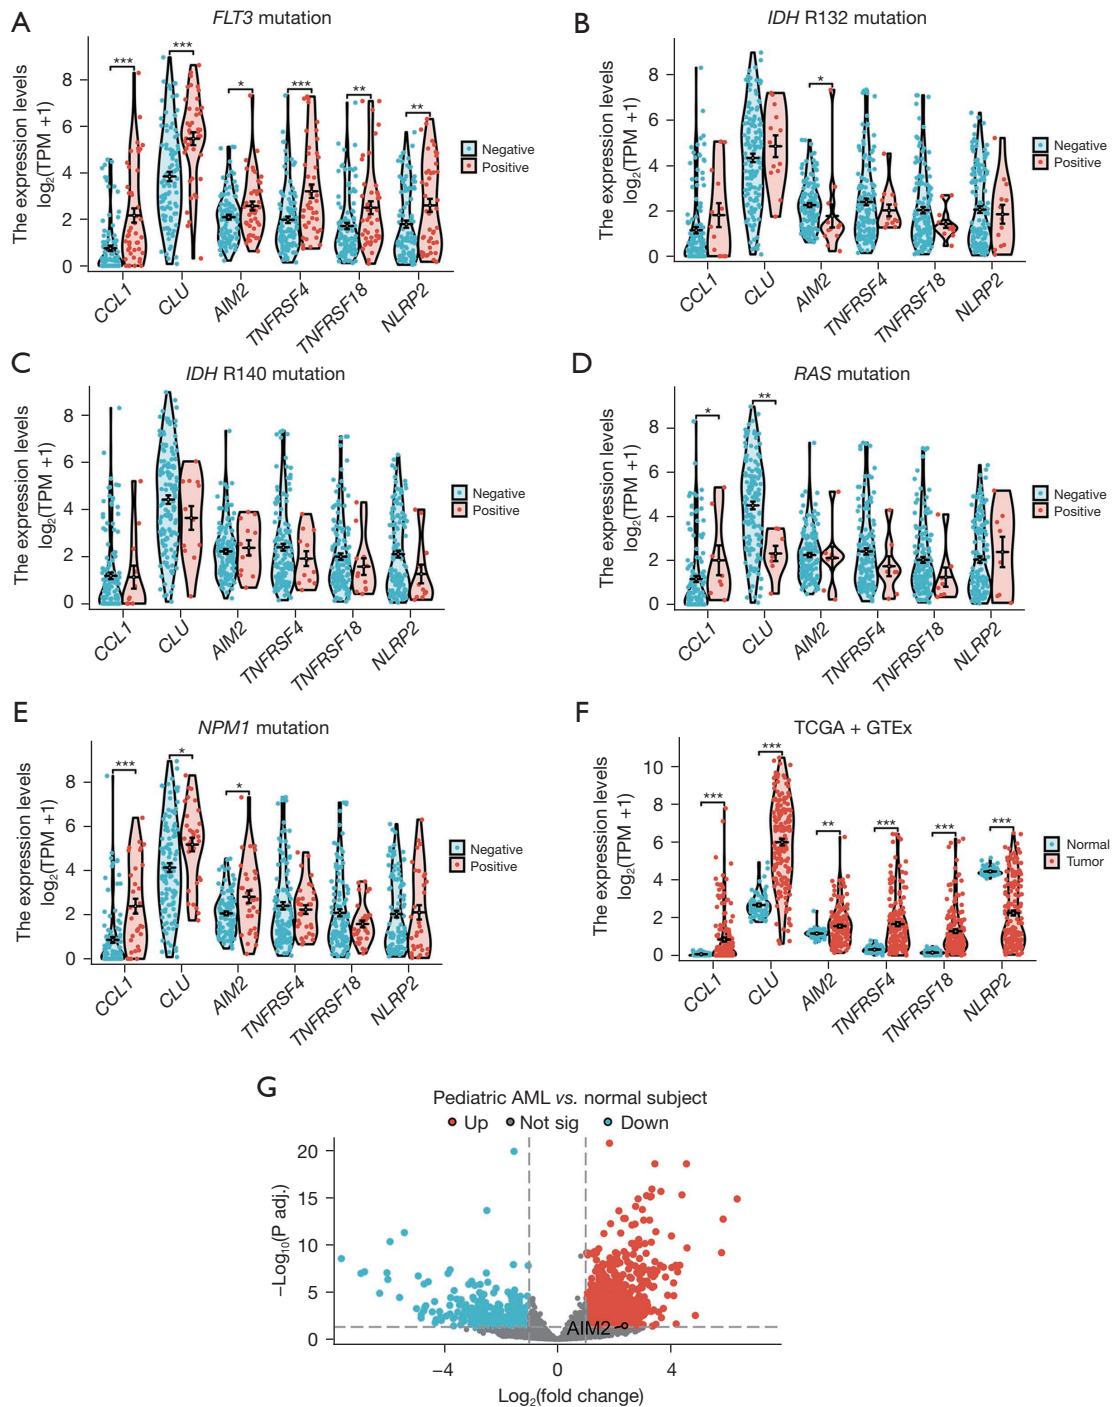 A
FLT3 mutation
The expression levels
log2(TPM +1)
8
6
4
2
0
*** *** * *** ** **
Negative
Positive
CCL1 CLU AIM2 TNFRSF4 TNFRSF18 NLRP2
B
IDH R132 mutation
The expression levels
log2(TPM +1)
8
6
4
2
0
*
Negative
Positive
CCL1 CLU AIM2 TNFRSF4 TNFRSF18 NLRP2
C
IDH R140 mutation
The expression levels
log2(TPM +1)
8
6
4
2
0
Negative
Positive
CCL1 CLU AIM2 TNFRSF4 TNFRSF18 NLRP2
D
RAS mutation
The expression levels
log2(TPM +1)
8
6
4
2
0
* **
Negative
Positive
CCL1 CLU AIM2 TNFRSF4 TNFRSF18 NLRP2
E
NPM1 mutation
The expression levels
log2(TPM +1)
8
6
4
2
0
*** * *
Negative
Positive
CCL1 CLU AIM2 TNFRSF4 TNFRSF18 NLRP2
F
TCGA + GTEx
The expression levels
log2(TPM +1)
10
8
6
4
2
0
*** *** ** *** *** ***
Normal
Tumor
CCL1 CLU AIM2 TNFRSF4 TNFRSF18 NLRP2
G
Pediatric AML vs. normal subject
Up Not sig Down
−Log10(P adj.)
20
15
10
5
0
AIM2
−4 0 4
Log2(fold change)